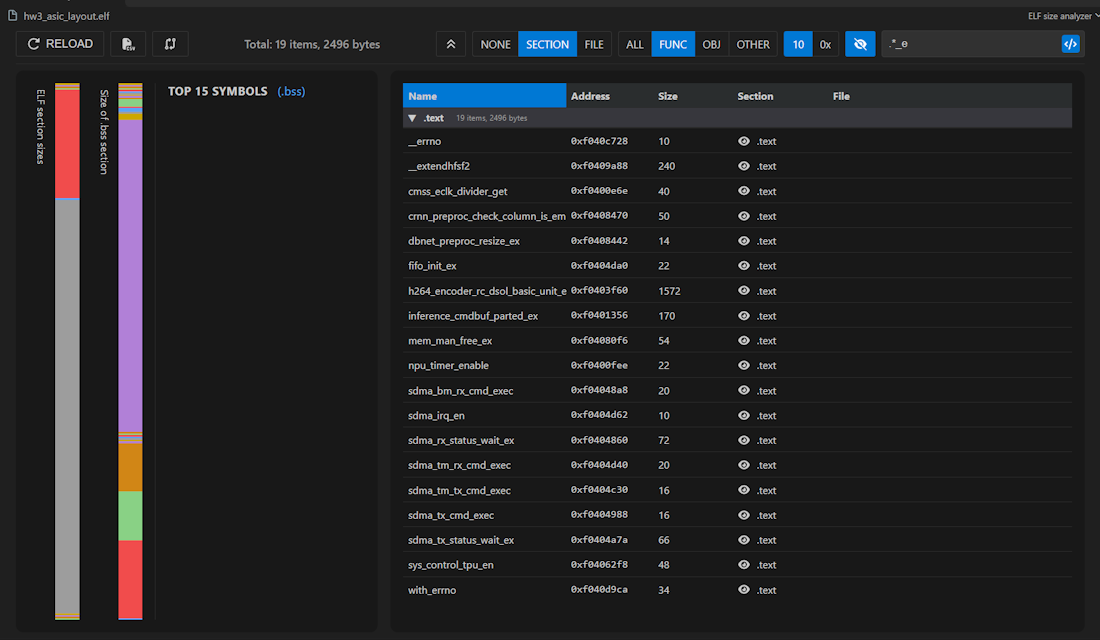 hw3_asic_layout.elf
ELF size analyzer
RELOAD
CSV
Total: 19 items, 2496 bytes
NONE SECTION FILE
ALL FUNC OBJ OTHER
10 0x
.*_e
ELF section sizes
Size of .bss section
TOP 15 SYMBOLS (.bss)
Name Address Size Section File
.text 19 items, 2496 bytes
__errno 0xf040c728 10 .text
__extendhfsf2 0xf0409a88 240 .text
cmss_eclk_divider_get 0xf0400e6e 40 .text
crnn_preproc_check_column_is_em 0xf0408470 50 .text
dbnet_preproc_resize_ex 0xf0408442 14 .text
fifo_init_ex 0xf0404da0 22 .text
h264_encoder_rc_dsol_basic_unit_e 0xf0403f60 1572 .text
inference_cmdbuf_parted_ex 0xf0401356 170 .text
mem_man_free_ex 0xf04080f6 54 .text
npu_timer_enable 0xf0400fee 22 .text
sdma_bm_rx_cmd_exec 0xf04048a8 20 .text
sdma_irq_en 0xf0404d62 10 .text
sdma_rx_status_wait_ex 0xf0404860 72 .text
sdma_tm_rx_cmd_exec 0xf0404d40 20 .text
sdma_tm_tx_cmd_exec 0xf0404c30 16 .text
sdma_tx_cmd_exec 0xf0404988 16 .text
sdma_tx_status_wait_ex 0xf0404a7a 66 .text
sys_control_tpu_en 0xf04062f8 48 .text
with_errno 0xf040d9ca 34 .text